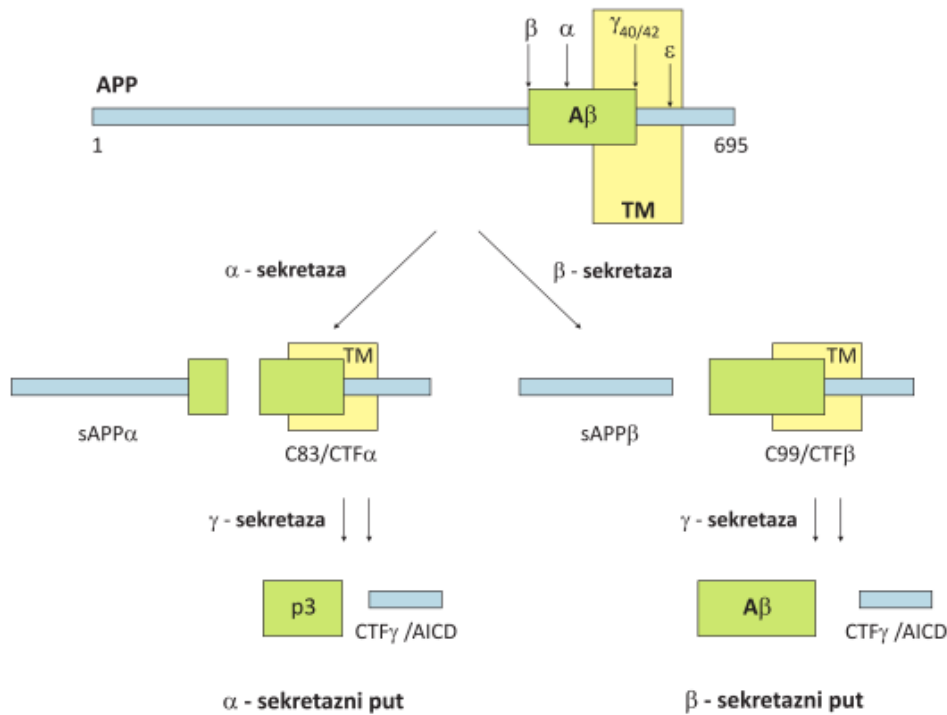 β α γ40/42
ε
APP
Aβ
1 695
TM
α - sekretaza β - sekretaza
TM TM
sAPPα sAPPβ
C83/CTFα C99/CTFβ
γ - sekretaza γ - sekretaza
p3 Aβ
CTFγ /AICD CTFγ /AICD
α - sekretazni put β - sekretazni put